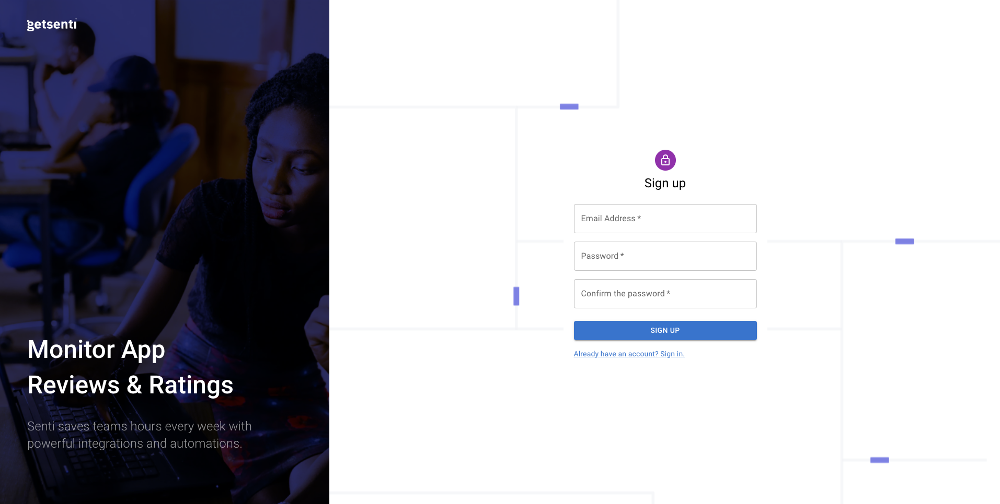 getsenti
Monitor App
Reviews & Ratings
Senti saves teams hours every week with
powerful integrations and automations.
Sign up
Email Address *
Password *
Confirm the password *
SIGN UP
Already have an account? Sign in.